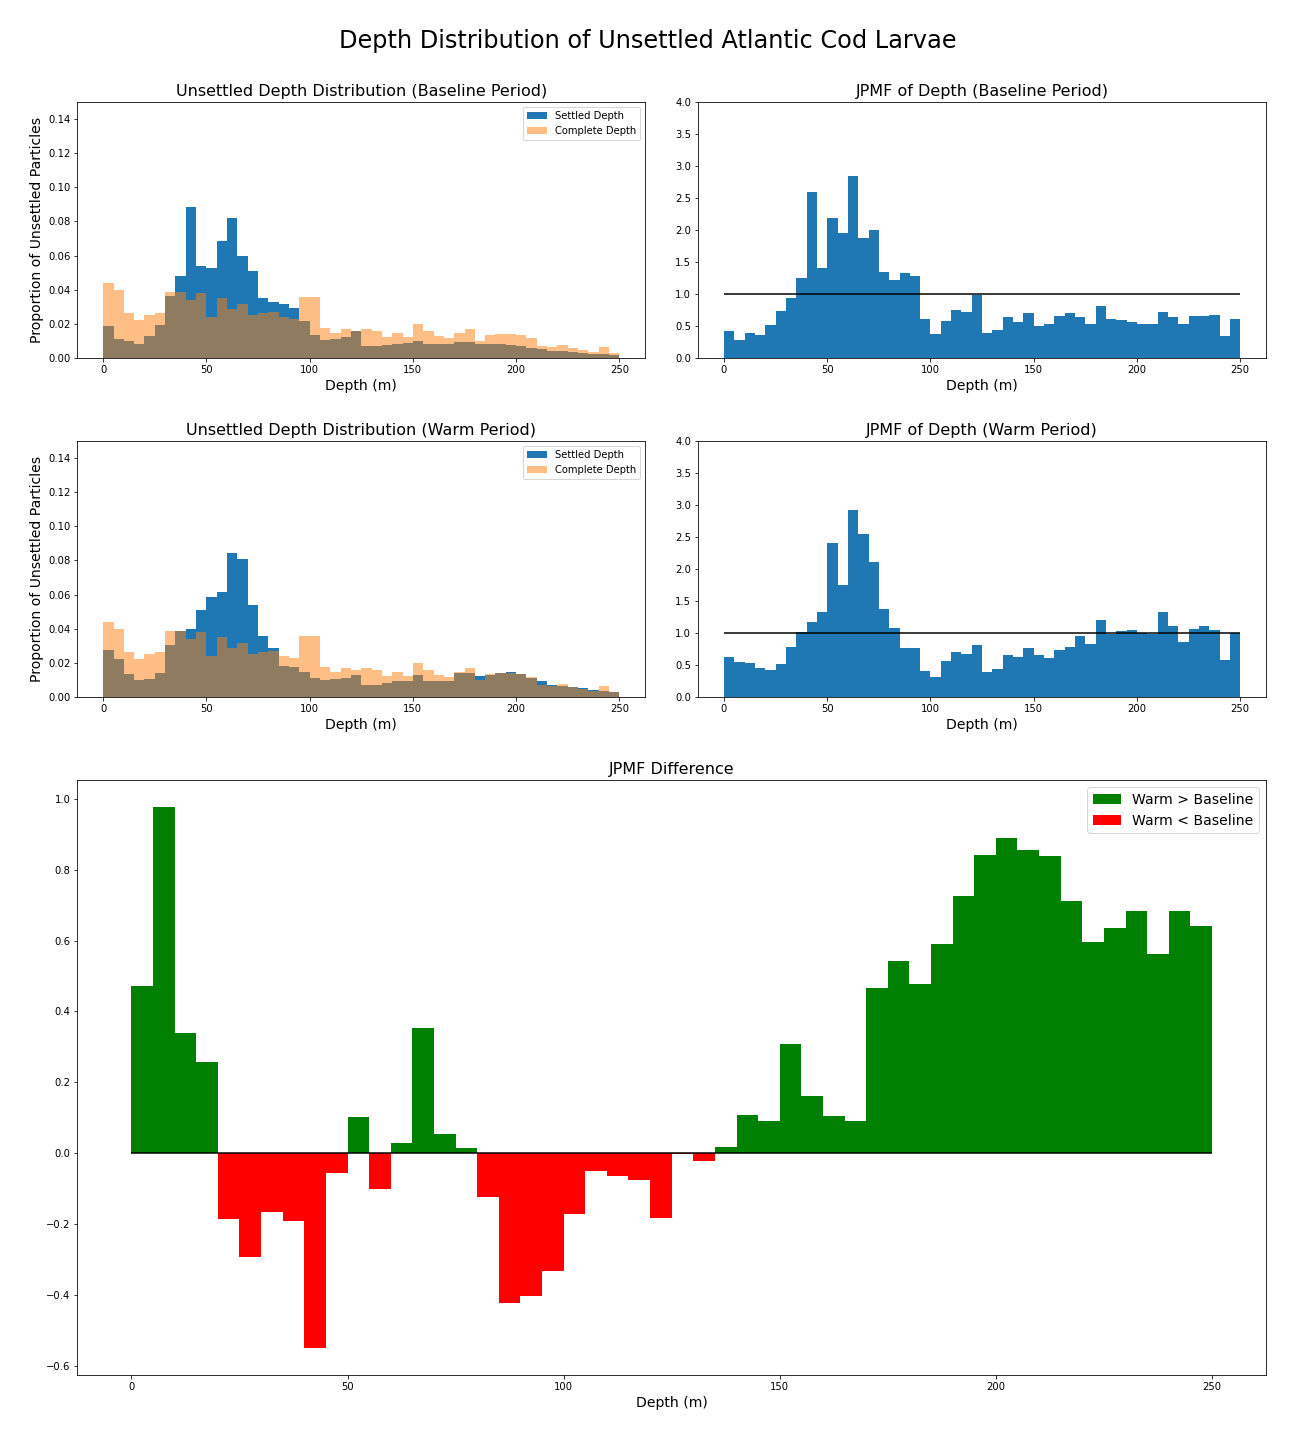 Depth Distribution of Unsettled Atlantic Cod Larvae
Unsettled Depth Distribution (Baseline Period)
Proportion of Unsettled Particles
0.14
0.12
0.10
0.08
0.06
0.04
0.02
0.00
Settled Depth
Complete Depth
0 50 100 150 200 250
Depth (m)
JPMF of Depth (Baseline Period)
4.0
3.5
3.0
2.5
2.0
1.5
1.0
0.5
0.0
0 50 100 150 200 250
Depth (m)
Unsettled Depth Distribution (Warm Period)
Proportion of Unsettled Particles
0.14
0.12
0.10
0.08
0.06
0.04
0.02
0.00
Settled Depth
Complete Depth
0 50 100 150 200 250
Depth (m)
JPMF of Depth (Warm Period)
4.0
3.5
3.0
2.5
2.0
1.5
1.0
0.5
0.0
0 50 100 150 200 250
Depth (m)
JPMF Difference
1.0
0.8
0.6
0.4
0.2
0.0
−0.2
−0.4
−0.6
Warm > Baseline
Warm < Baseline
0 50 100 150 200 250
Depth (m)